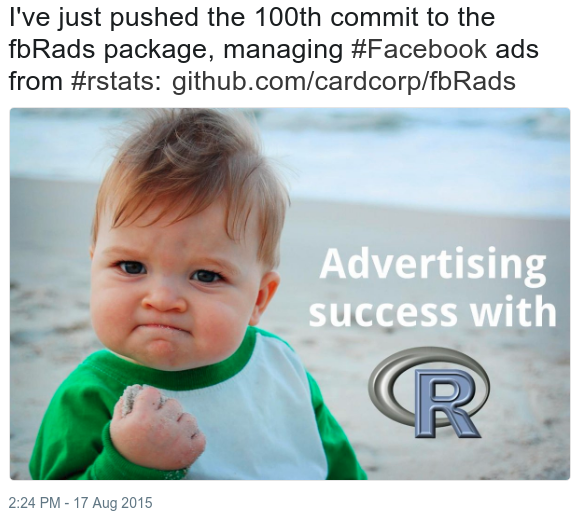 I've just pushed the 100th commit to the
fbRads package, managing #Facebook ads
from #rstats: github.com/cardcorp/fbRads
Advertising
success with
R
2:24 PM - 17 Aug 2015